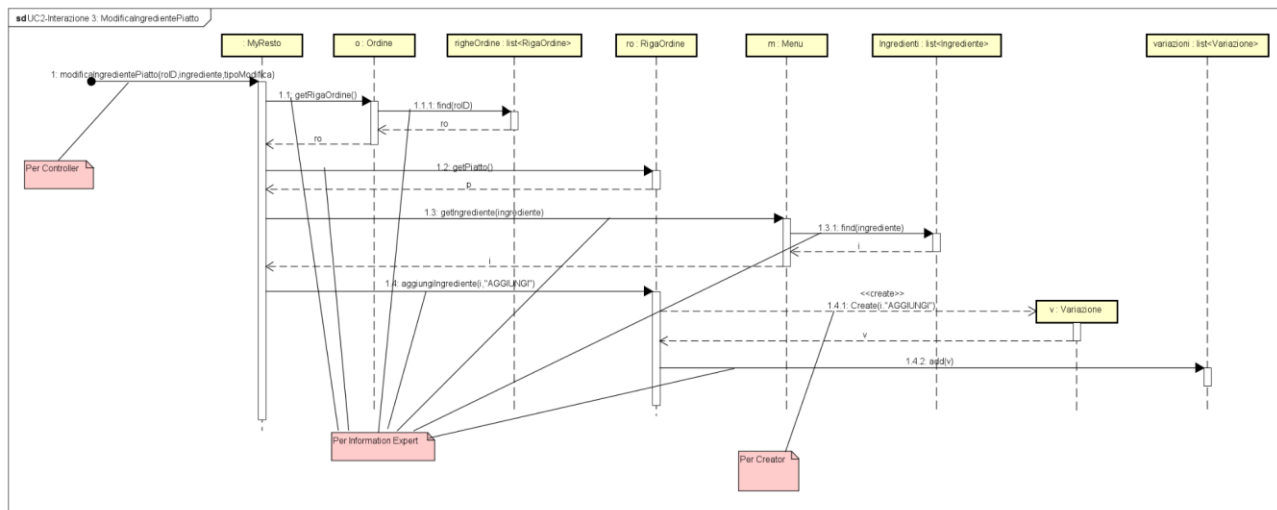 sd UC2-Interazione 3: ModificaIngredientePiatto
: MyResto
o : Ordine
righeOrdine : list<RigaOrdine>
ro : RigaOrdine
m : Menu
Ingredienti : list<Ingrediente>
variazioni : list<Variazione>
1: modificaIngredientePiatto(roID,ingrediente,tipoModifica)
1.1: getRigaOrdine()
1.1.1: find(roID)
ro
ro
Per Controller
1.2: getPiatto()
p
1.3: getIngrediente(ingrediente)
1.3.1: find(ingrediente)
i
i
1.4: aggiungiIngrediente(i,"AGGIUNGI")
<<create>>
1.4.1: Create(i,"AGGIUNGI")
v : Variazione
v
1.4.2: add(v)
Per Information Expert
Per Creator